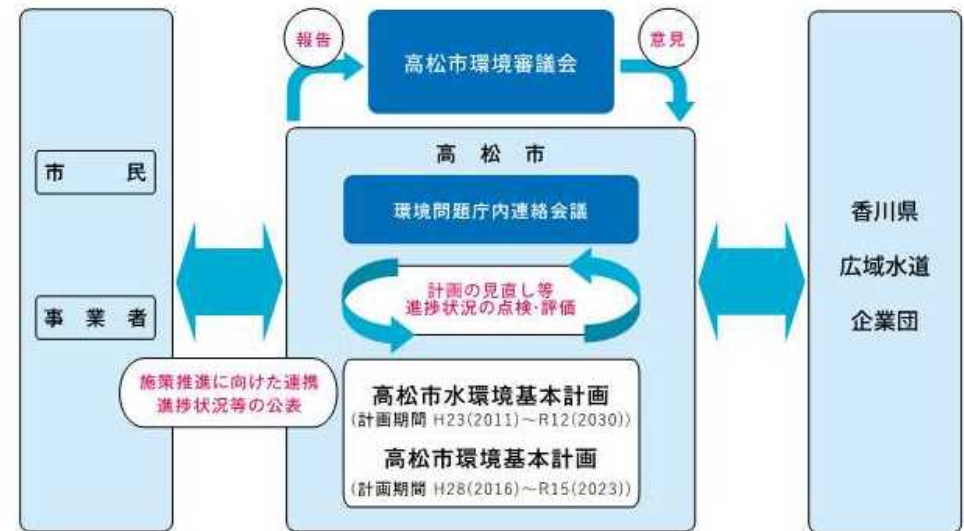 報告
高松市環境審議会
意見
市民
事業者
高松市
環境問題庁内連絡会議
計画の見直し等
進捗状況の点検・評価
施策推進に向けた連携
進捗状況等の公表
高松市水環境基本計画
(計画期間 H23(2011)～R12(2030))
高松市環境基本計画
(計画期間 H28(2016)～R15(2023))
香川県
広域水道
企業団